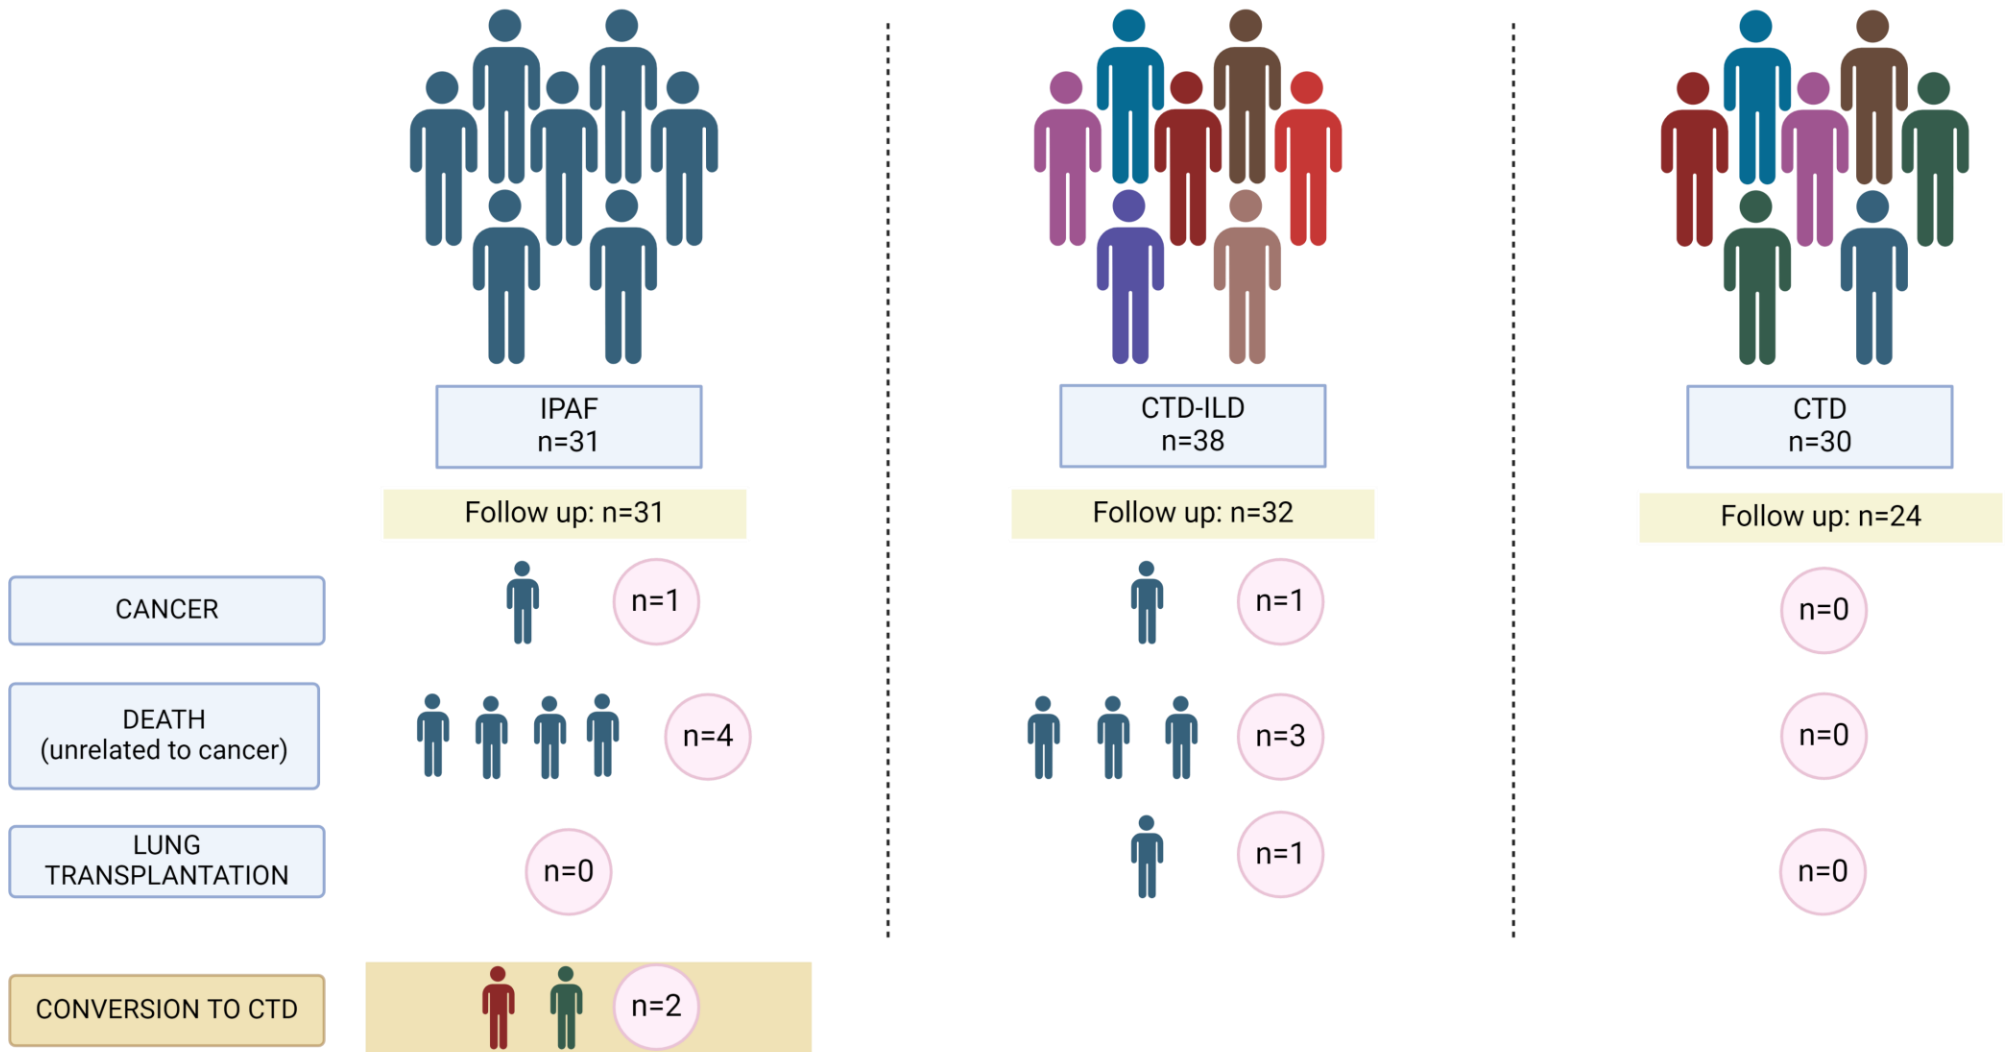 IPAF
n=31
CTD-ILD
n=38
CTD
n=30
Follow up: n=31
Follow up: n=32
Follow up: n=24
CANCER
n=1
n=1
n=0
DEATH
(unrelated to cancer)
n=4
n=3
n=0
LUNG
TRANSPLANTATION
n=0
n=1
n=0
CONVERSION TO CTD
n=2